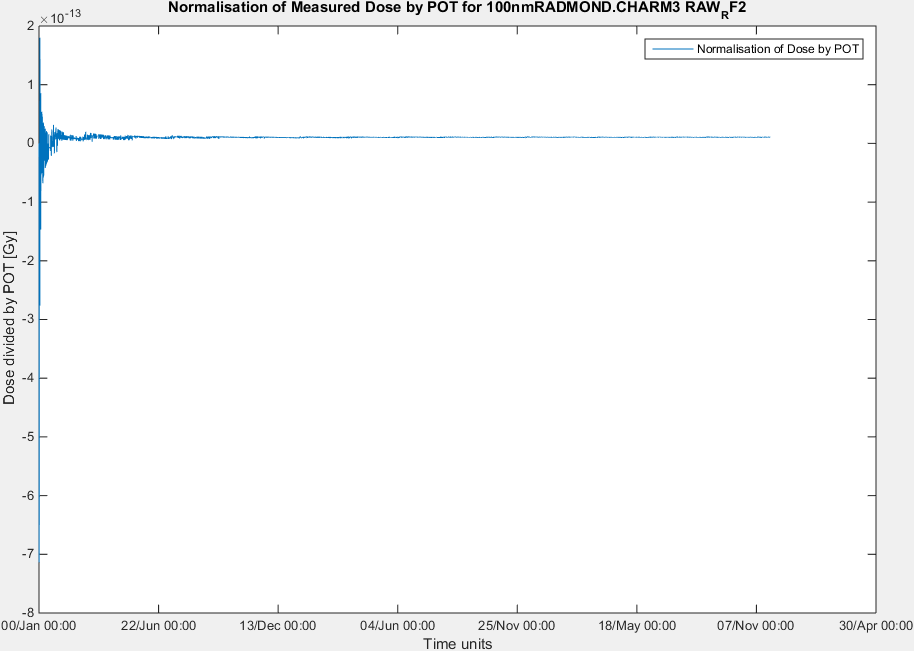 Normalisation of Measured Dose by POT for 100nmRADMOND.CHARM3 RAW_RF2
×10^-13
Normalisation of Dose by POT
2
1
0
-1
-2
-3
-4
-5
-6
-7
-8
Dose divided by POT [Gy]
00/Jan 00:00 22/Jun 00:00 13/Dec 00:00 04/Jun 00:00 25/Nov 00:00 18/May 00:00 07/Nov 00:00 30/Apr 00:00
Time units